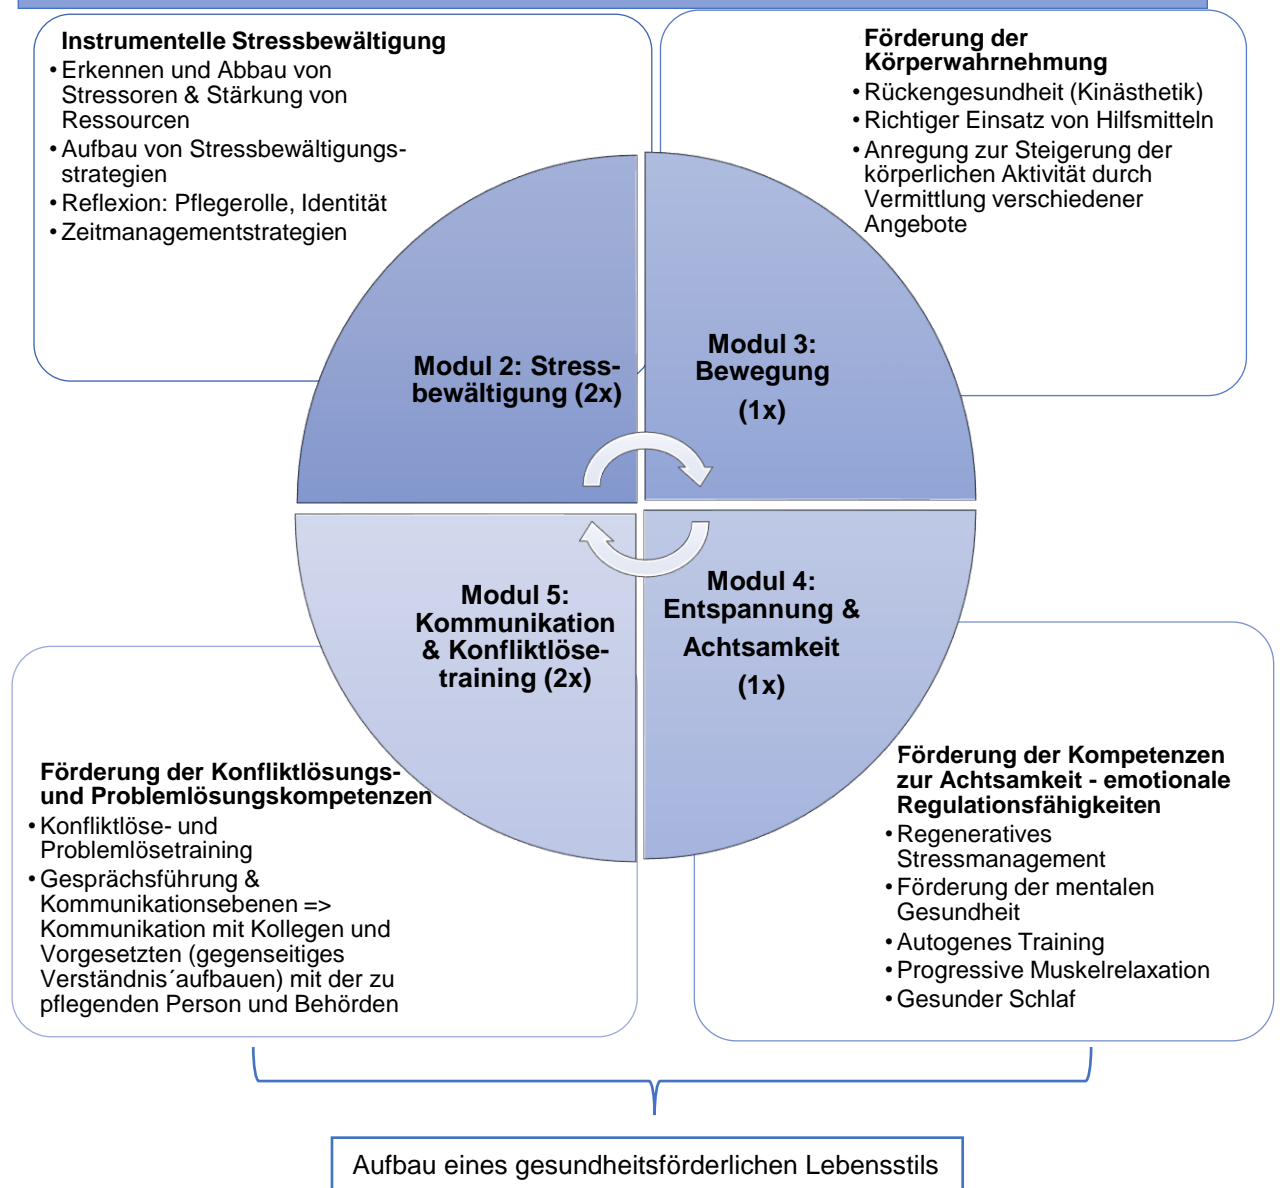 Instrumentelle Stressbewältigung
• Erkennen und Abbau von
Stressoren & Stärkung von
Ressourcen
• Aufbau von Stressbewältigungs-
strategien
• Reflexion: Pflegerolle, Identität
• Zeitmanagementstrategien
Förderung der
Körperwahrnehmung
• Rückengesundheit (Kinästhetik)
• Richtiger Einsatz von Hilfsmitteln
• Anregung zur Steigerung der
körperlichen Aktivität durch
Vermittlung verschiedener
Angebote
Modul 2: Stress-
bewältigung (2x)
Modul 3:
Bewegung
(1x)
Modul 5:
Kommunikation
& Konfliktlöse-
training (2x)
Modul 4:
Entspannung &
Achtsamkeit
(1x)
Förderung der Konfliktlösungs-
und Problemlösungskompetenzen
• Konfliktlöse- und
Problemlösetraining
• Gesprächsführung &
Kommunikationsebenen =>
Kommunikation mit Kollegen und
Vorgesetzten (gegenseitiges
Verständnis´aufbauen) mit der zu
pflegenden Person und Behörden
Förderung der Kompetenzen
zur Achtsamkeit - emotionale
Regulationsfähigkeiten
• Regeneratives
Stressmanagement
• Förderung der mentalen
Gesundheit
• Autogenes Training
• Progressive Muskelrelaxation
• Gesunder Schlaf
Aufbau eines gesundheitsförderlichen Lebensstils